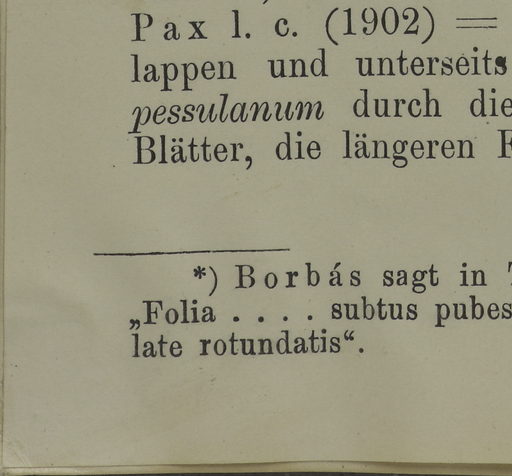 Pax l. c. (1902) =
lappen und unterseits
pessulanum durch die
Blätter, die längeren
*) Borbás sagt in
„Folia . . . . subtus pubes
late rotundatis“.